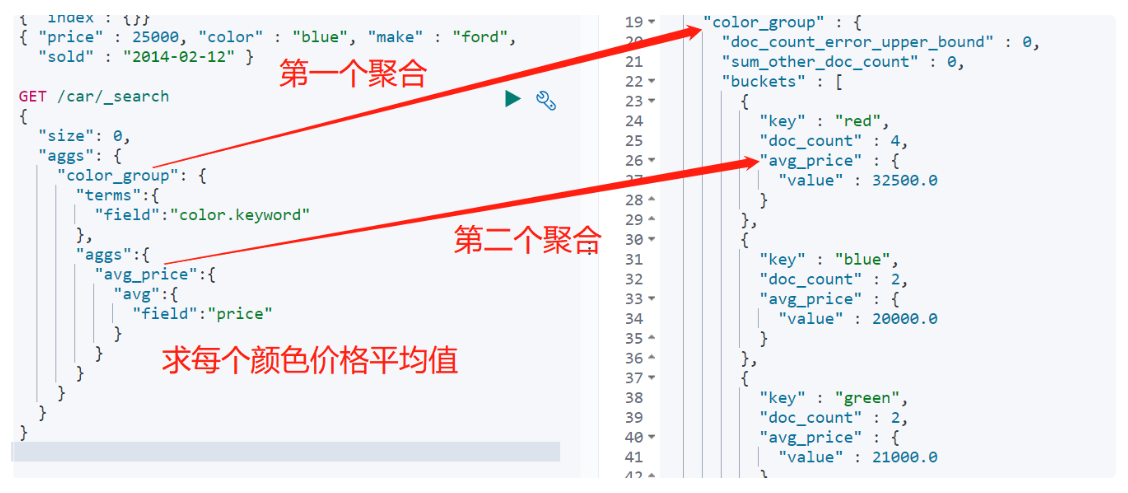 { "index": {}}
{ "price" : 25000, "color" : "blue", "make" : "ford",
"sold" : "2014-02-12" }
第一个聚合
GET /car/_search
{
"size": 0,
"aggs": {
"color_group": {
"terms":{
"field":"color.keyword"
},
"aggs":{
"avg_price":{
"avg":{
"field":"price"
}
}
}
}
}
}
第二个聚合
求每个颜色价格平均值
19 "color_group" : {
20 "doc_count_error_upper_bound" : 0,
21 "sum_other_doc_count" : 0,
22 "buckets" : [
23 {
24 "key" : "red",
25 "doc_count" : 4,
26 "avg_price" : {
27 "value" : 32500.0
28 }
29 },
30 {
31 "key" : "blue",
32 "doc_count" : 2,
33 "avg_price" : {
34 "value" : 20000.0
35 }
36 },
37 {
38 "key" : "green",
39 "doc_count" : 2,
40 "avg_price" : {
41 "value" : 21000.0
42 }